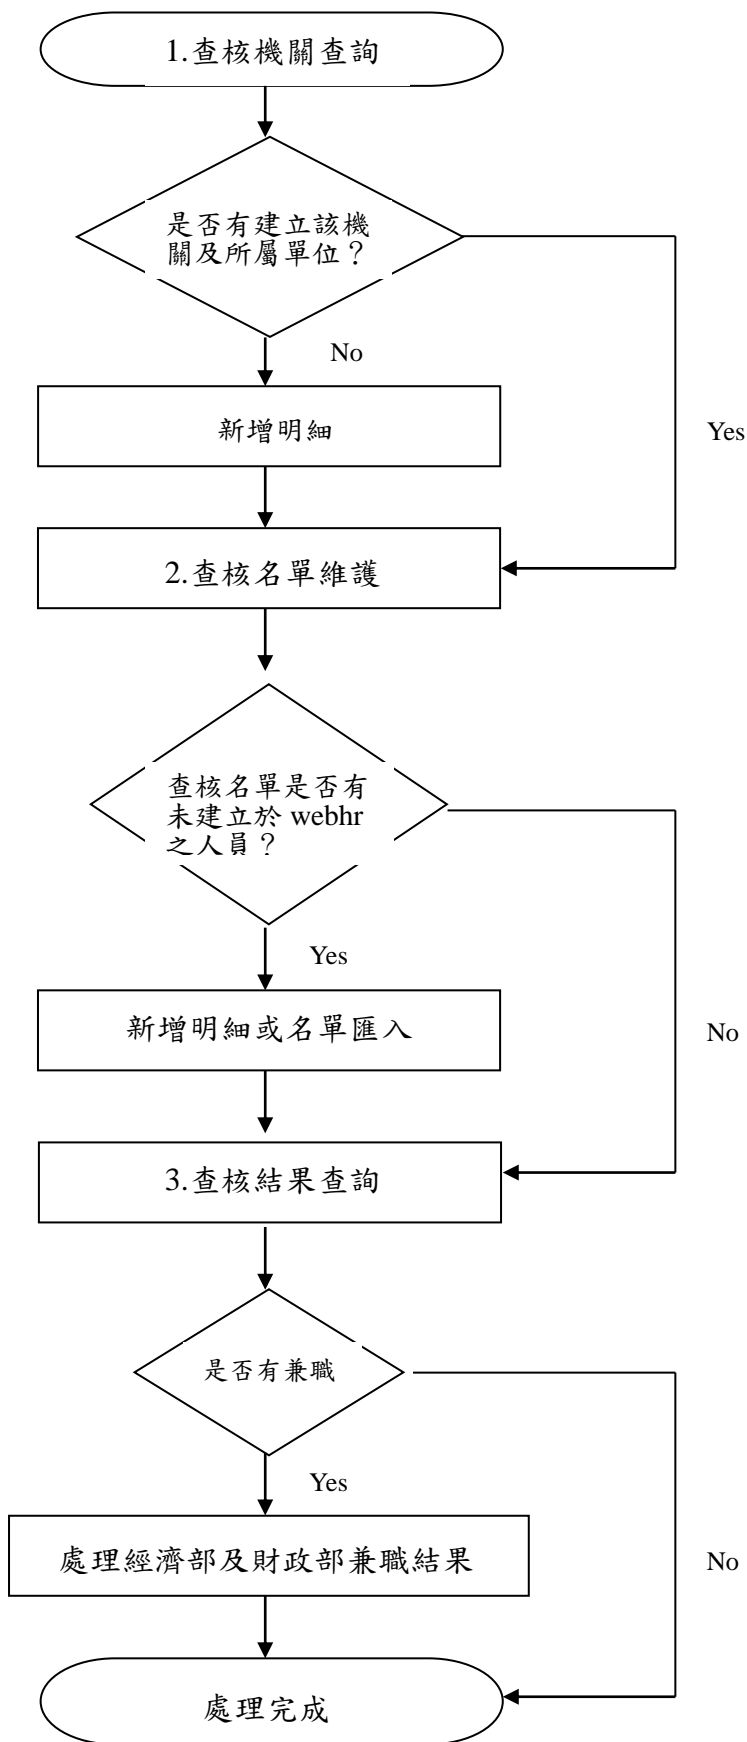 1.查核機關查詢
是否有建立該機
關及所屬單位？
No
新增明細
Yes
2.查核名單維護
查核名單是否有
未建立於 webhr
之人員？
Yes
新增明細或名單匯入
No
3.查核結果查詢
是否有兼職
Yes
處理經濟部及財政部兼職結果
No
處理完成